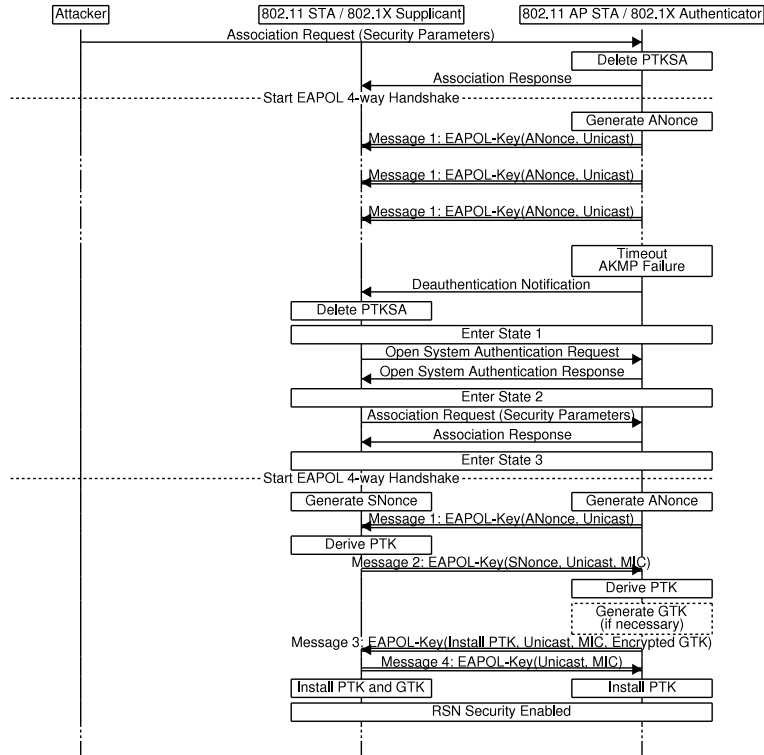 Attacker
802.11 STA / 802.1X Supplicant
802.11 AP STA / 802.1X Authenticator
Association Request (Security Parameters)
Delete PTKSA
Association Response
Start EAPOL 4-way Handshake
Generate ANonce
Message 1: EAPOL-Key(ANonce, Unicast)
Message 1: EAPOL-Key(ANonce, Unicast)
Message 1: EAPOL-Key(ANonce, Unicast)
Timeout
AKMP Failure
Deauthentication Notification
Delete PTKSA
Enter State 1
Open System Authentication Request
Open System Authentication Response
Enter State 2
Association Request (Security Parameters)
Association Response
Enter State 3
Start EAPOL 4-way Handshake
Generate SNonce
Generate ANonce
Message 1: EAPOL-Key(ANonce, Unicast)
Derive PTK
Message 2: EAPOL-Key(SNonce, Unicast, MIC)
Derive PTK
Generate GTK
(if necessary)
Message 3: EAPOL-Key(Install PTK, Unicast, MIC, Encrypted GTK)
Message 4: EAPOL-Key(Unicast, MIC)
Install PTK and GTK
Install PTK
RSN Security Enabled